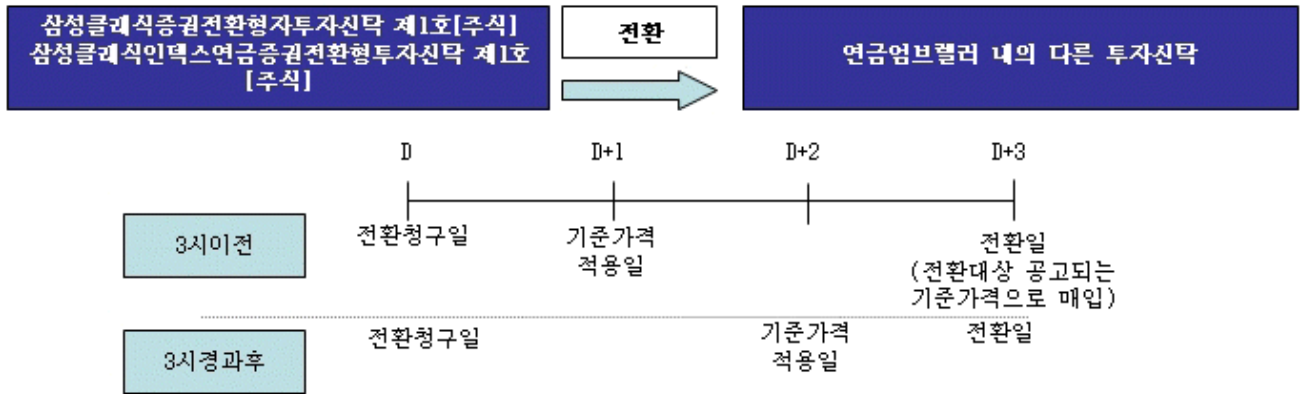 삼성클래식증권전환형자투자신탁 제1호[주식]
삼성클래식인덱스연금증권전환형투자신탁 제1호
[주식]
전환
연금엄브렐러 내의 다른 투자신탁
D
D+1
D+2
D+3
3시이전
전환청구일
기준가격
적용일
전환일
(전환대상 공고되는
기준가격으로 매입)
3시경과후
전환청구일
기준가격
적용일
전환일